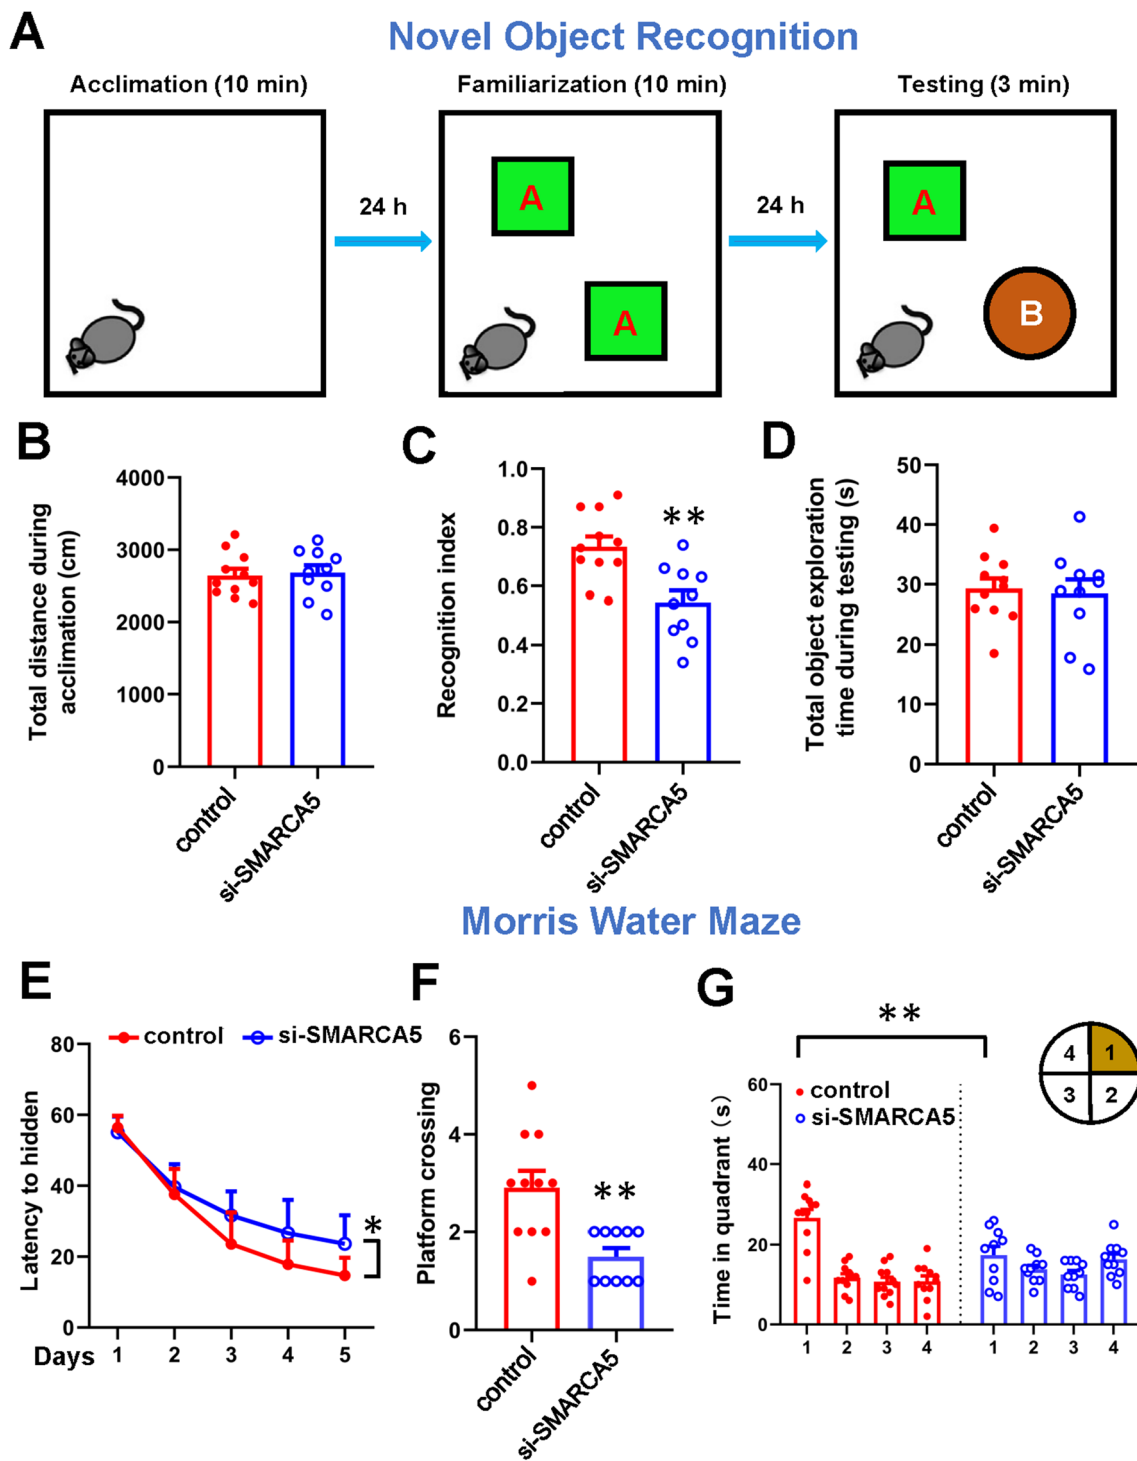 A
Novel Object Recognition
Acclimation (10 min)
Familiarization (10 min)
Testing (3 min)
24 h
24 h
A
A
A
B
B
Total distance during
acclimation (cm)
4000
3000
2000
1000
0
control
si-SMARCA5
C
Recognition index
1.0
0.8
0.6
0.4
0.2
0.0
**
control
si-SMARCA5
D
Total object exploration
time during testing (s)
50
40
30
20
10
0
control
si-SMARCA5
Morris Water Maze
E
Latency to hidden
80
60
40
20
0
control
si-SMARCA5
*
Days 1 2 3 4 5
F
Platform crossing
6
4
2
0
**
control
si-SMARCA5
G
Time in quadrant (s)
60
40
20
0
**
control
si-SMARCA5
4 1
3 2
1 2 3 4 1 2 3 4